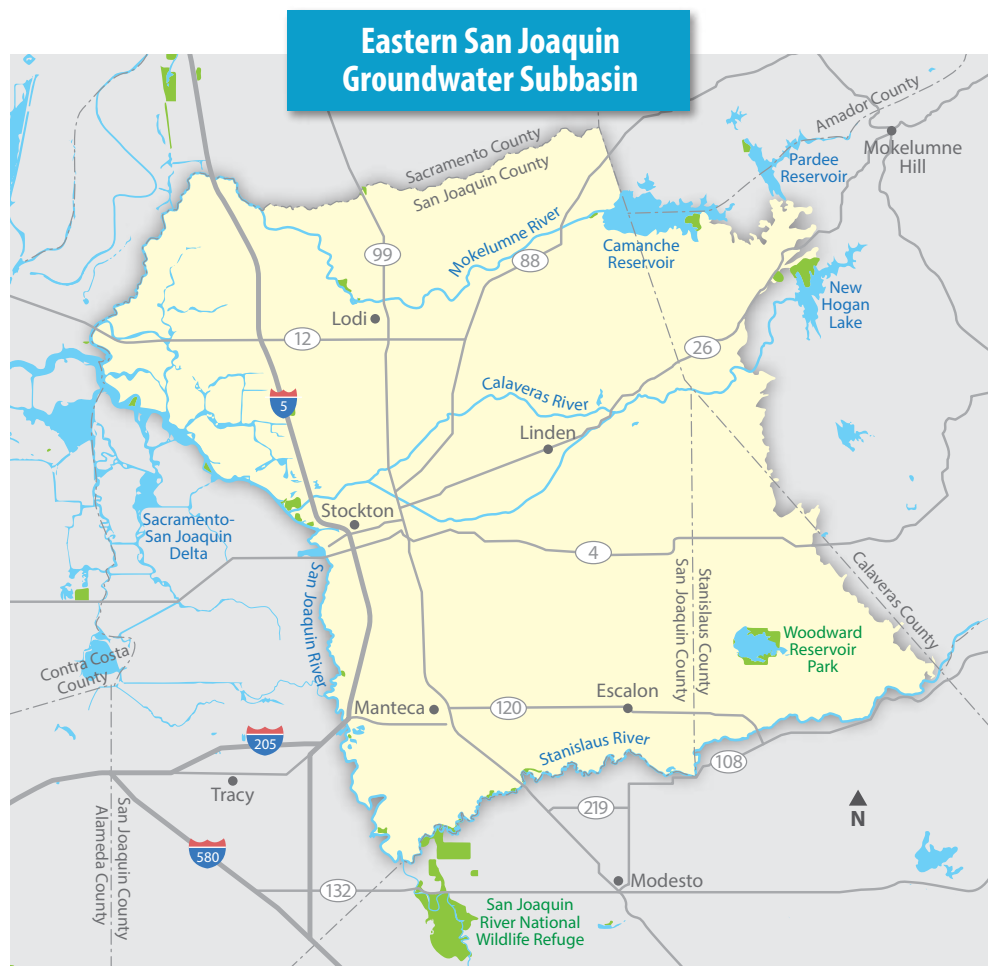 Eastern San Joaquin
Groundwater Subbasin
Sacramento County
San Joaquin County
Amador County
Mokelumne
Hill
Pardee
Reservoir
Mokelumne River
Camanche
Reservoir
99
88
New
Hogan
Lake
Lodi
12
26
5
Calaveras River
Linden
Stockton
Sacramento-
San Joaquin
Delta
4
San Joaquin River
Stanislaus County
San Joaquin County
Calaveras County
Woodward
Reservoir
Park
Contra Costa
County
Escalon
Manteca
120
205
Stanislaus River
108
Tracy
219
N
San Joaquin County
Alameda County
580
132
Modesto
San Joaquin
River National
Wildlife Refuge